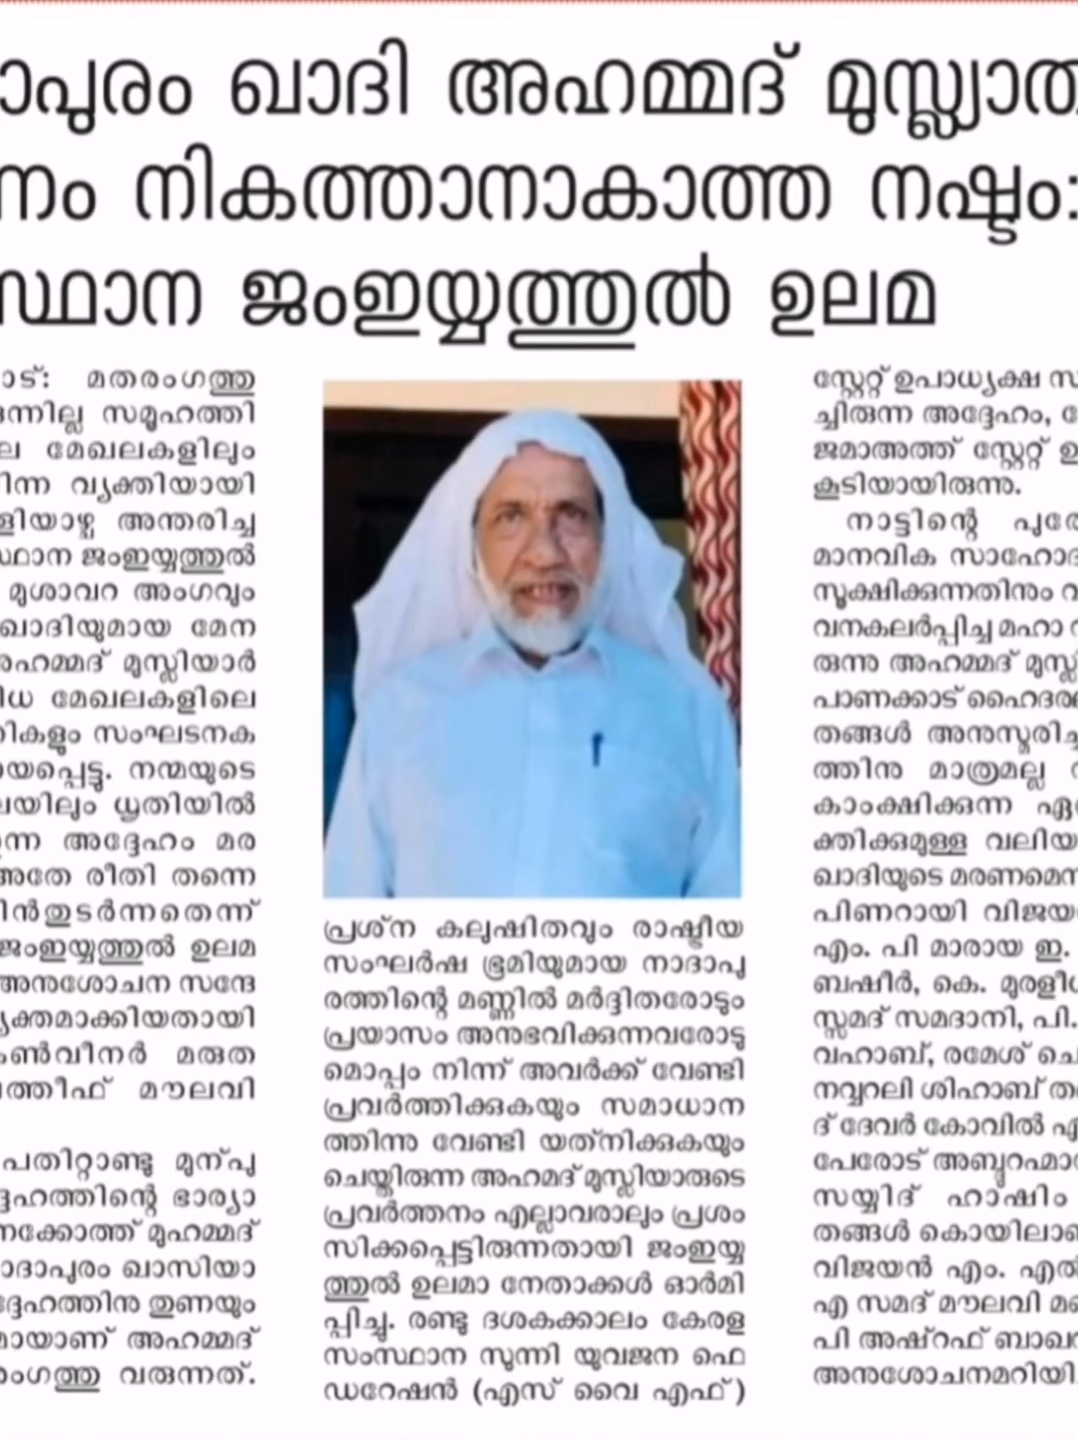 ാപുരം ഖാദി അഹമ്മദ് മുസ്ല്യാര
നം നികത്താനാകാത്ത നഷ്ടം:
സ്ഥാന ജംഇയ്യത്തുൽ ഉലമ
ാട്: മതരംഗത്തു
ന്നില്ല സമൂഹത്തി
ല മേഖലകളിലും
ിന്ന വ്യക്തിയായി
ളിയാഴ്ച അന്തരിച്ച
സ്ഥാന ജംഇയ്യത്തുൽ
മുശാവറ അംഗവും
ഖാദിയുമായ മേന
ഹമ്മദ് മുസ്ലിയാർ
ിധ മേഖലകളിലെ
ികളും സംഘടനക
യപ്പെട്ടു. നന്മയുടെ
ലയിലും ധൃതിയിൽ
ന്ന അദ്ദേഹം മര
അതേ രീതി തന്നെ
ിൻതുടർന്നതെന്ന്
ജംഇയ്യത്തുൽ ഉലമ
അനുശോചന സന്ദേ
്യക്തമാക്കിയതായി
കൺവീനർ മരുത
ലത്തീഫ് മൗലവി
പതിറ്റാണ്ടു മുന്പു
്ദേഹത്തിന്റെ ഭാര്യാ
നക്കോത്ത് മുഹമ്മദ്
ാദാപുരം ഖാസിയാ
ദ്ദേഹത്തിനു തുണയും
മായാണ് അഹമ്മദ്
രംഗത്തു വരുന്നത്.
പ്രശ്ന കലുഷിതവും രാഷ്ട്രീയ
സംഘർഷ ഭൂമിയുമായ നാദാപു
രത്തിന്റെ മണ്ണിൽ മർദ്ദിതരോടും
പ്രയാസം അനുഭവിക്കുന്നവരോടു
മൊപ്പം നിന്ന് അവർക്ക് വേണ്ടി
പ്രവർത്തിക്കുകയും സമാധാന
ത്തിന്നു വേണ്ടി യത്നിക്കുകയും
ചെയ്തിരുന്ന അഹമദ് മുസ്ലിയാരുടെ
പ്രവർത്തനം എല്ലാവരാലും പ്രശം
സിക്കപ്പെട്ടിരുന്നതായി ജംഇയ്യ
ത്തുൽ ഉലമാ നേതാക്കൾ ഓർമി
പ്പിച്ചു. രണ്ടു ദശകക്കാലം കേരള
സംസ്ഥാന സുന്നി യുവജന ഫെ
ഡറേഷൻ (എസ് വൈ എഫ്)
സ്റ്റേറ്റ് ഉപാധ്യക്ഷ സ
ച്ചിരുന്ന അദ്ദേഹം,
ജമാഅത്ത് സ്റ്റേറ്റ് ഉ
കൂടിയായിരുന്നു.
നാട്ടിന്റെ പുരേ
മാനവിക സാഹോദ
സൂക്ഷിക്കുന്നതിനും വ
വനകലർപ്പിച്ച മഹാ
രുന്നു അഹമ്മദ് മുസ്ലി
പാണക്കാട് ഹൈദരലി
തങ്ങൾ അനുസ്മരിച്ച
ത്തിനു മാത്രമല്ല
കാംക്ഷിക്കുന്ന ഏ
ക്തിക്കുമുള്ള വലിയ
ഖാദിയുടെ മരണമെന
പിണറായി വിജയ
എം. പി മാരായ ഇ.
ബഷീർ, കെ. മുരളീധ
സ്സമദ് സമദാനി, പി.
വഹാബ്, രമേശ് ചെ
നവ്വറലി ശിഹാബ് ത
ദ് ദേവർ കോവിൽ എ
പേരോട് അബ്ദുറഹ്മാ
സയ്യിദ് ഹാഷിം
തങ്ങൾ കൊയിലാ
വിജയൻ എം. എൽ
എ സമദ് മൗലവി മ
പി അഷ്റഫ് ബാഖ
അനുശോചനമറിയി